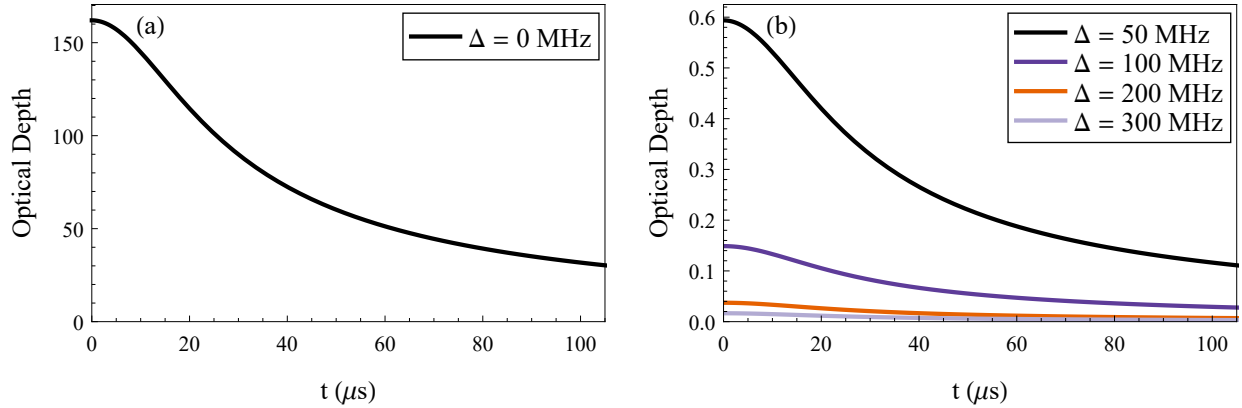 (a)
Δ = 0 MHz
Optical Depth
150
100
50
0
0 20 40 60 80 100
t (μs)
(b)
Δ = 50 MHz
Δ = 100 MHz
Δ = 200 MHz
Δ = 300 MHz
Optical Depth
0.6
0.5
0.4
0.3
0.2
0.1
0.0
0 20 40 60 80 100
t (μs)